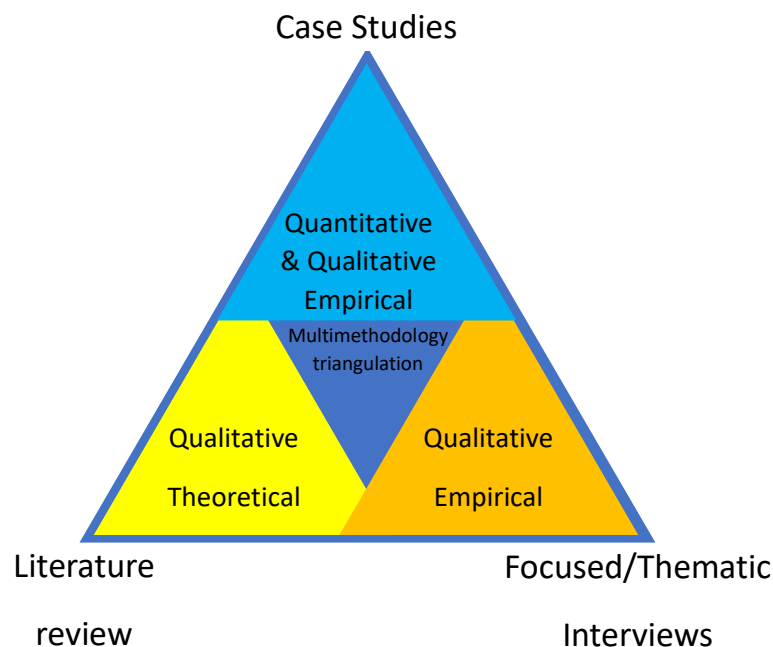 Case Studies
Quantitative
& Qualitative
Empirical
Multimethodology
triangulation
Qualitative
Theoretical
Qualitative
Empirical
Literature
review
Focused/Thematic
Interviews